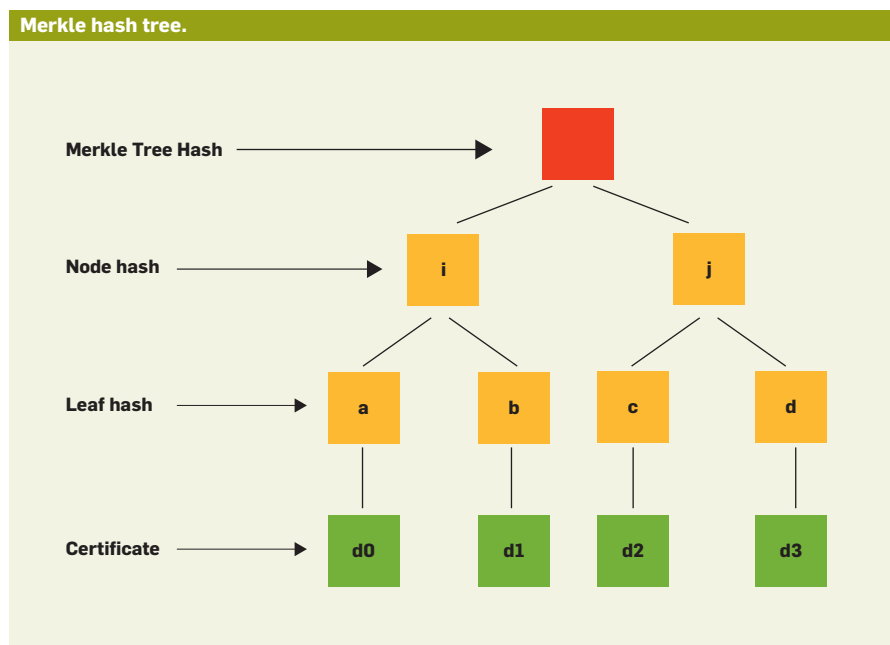 Merkle hash tree.
Merkle Tree Hash
Node hash
i
j
Leaf hash
a
b
c
d
Certificate
d0
d1
d2
d3